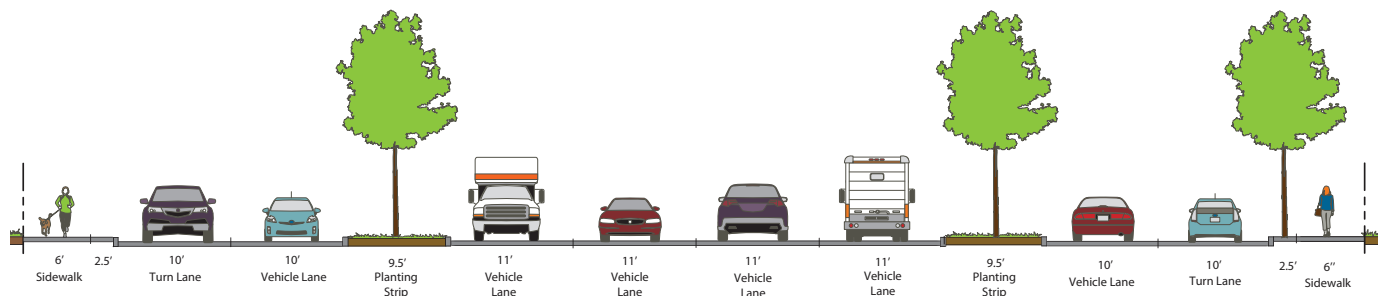 6’
Sidewalk
2.5’
10’
Turn Lane
10’
Vehicle Lane
9.5’
Planting
Strip
11’
Vehicle
Lane
11’
Vehicle
Lane
11’
Vehicle
Lane
11’
Vehicle
Lane
9.5’
Planting
Strip
10’
Vehicle Lane
10’
Turn Lane
2.5’
6’’
Sidewalk